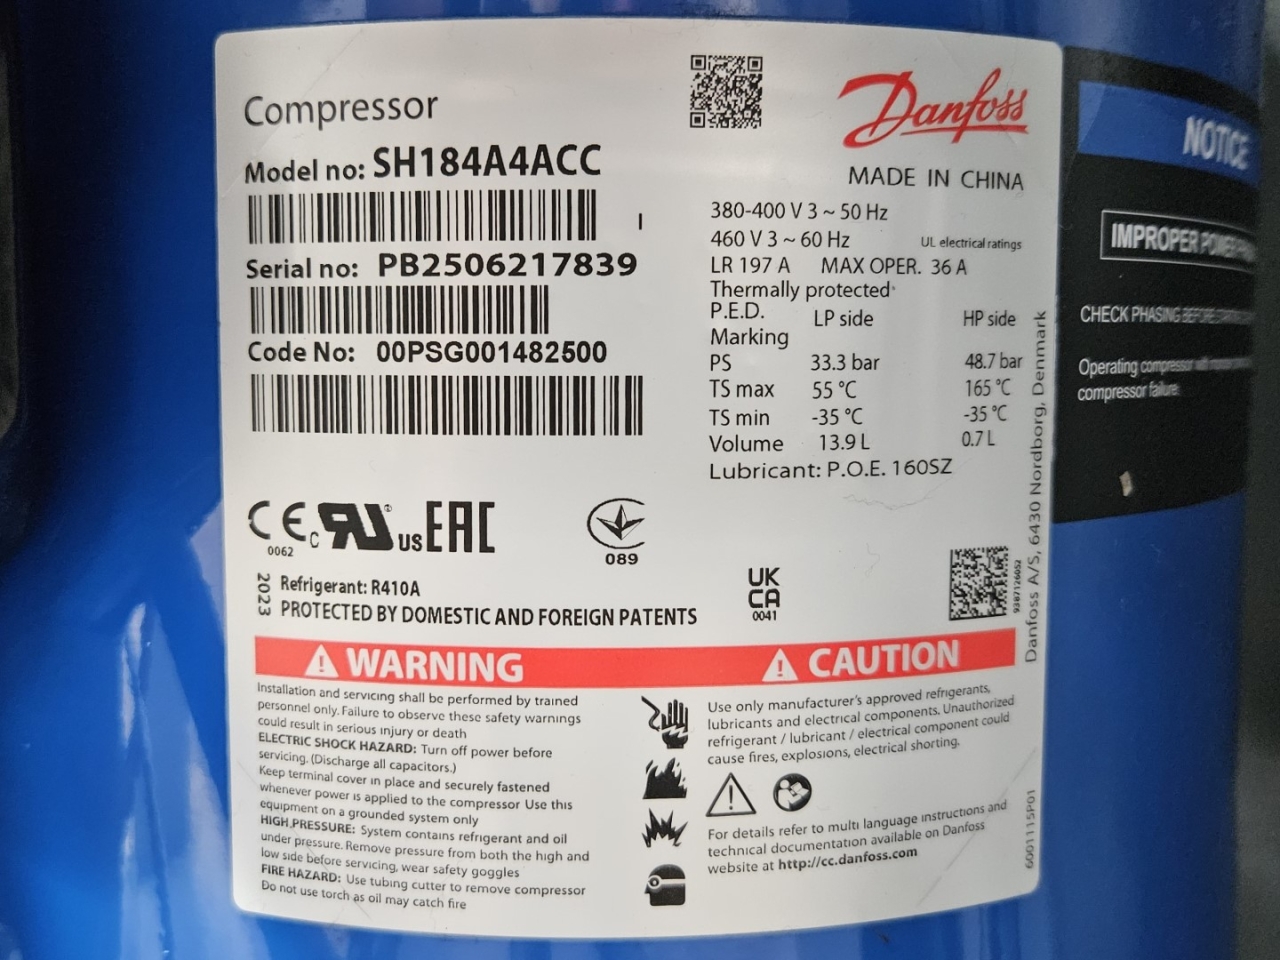 Compressor
Model no: SH184A4ACC
I
Serial no: PB2506217839
Code No: 00PSG001482500
Danfoss
MADE IN CHINA
380-400 V 3 ~ 50 Hz
460 V 3 ~ 60 Hz UL electrical ratings
LR 197 A MAX OPER. 36 A
Thermally protected
P.E.D. LP side HP side
Marking
PS 33.3 bar 48.7 bar
TS max 55 °C 165 °C
TS min -35 °C -35 °C
Volume 13.9 L 0.7 L
Lubricant: P.O.E. 160SZ
CE
0062
c RU ® us EAC
089
2023
Refrigerant: R410A
PROTECTED BY DOMESTIC AND FOREIGN PATENTS
UK
CA
0041
9387126052
Danfoss A/S, 6430 Nordborg, Denmark
WARNING
Installation and servicing shall be performed by trained
personnel only. Failure to observe these safety warnings
could result in serious injury or death
ELECTRIC SHOCK HAZARD: Turn off power before
servicing. (Discharge all capacitors.)
Keep terminal cover in place and securely fastened
whenever power is applied to the compressor Use this
equipment on a grounded system only
HIGH PRESSURE: System contains refrigerant and oil
under pressure. Remove pressure from both the high and
low side before servicing, wear safety goggles
FIRE HAZARD: Use tubing cutter to remove compressor
Do not use torch as oil may catch fire
CAUTION
Use only manufacturer's approved refrigerants,
lubricants and electrical components. Unauthorized
refrigerant / lubricant / electrical component could
cause fires, explosions, electrical shorting.
For details refer to multi language instructions and
technical documentation available on Danfoss
website at http://cc.danfoss.com
6001115P01
NOTICE
IMPROPER POWER
CHECK PHASING BEFORE
Operating compressor
compressor failure.